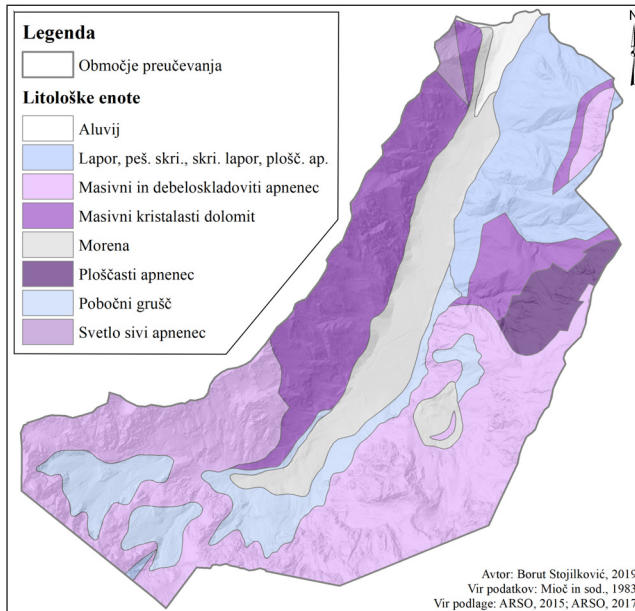 N
Legenda
Območje preučevanja
Litološke enote
Aluvij
Lapor, peš. skri., skri. lapor, plošč. ap.
Masivni in debeloskladoviti apnenec
Masivni kristalasti dolomit
Morena
Ploščasti apnenec
Pobočni grušč
Svetlo sivi apnenec
Avtor: Borut Stojilković, 2019
Vir podatkov: Mioč in sod., 1983
Vir podlage: ARSO, 2015; ARSO, 2017